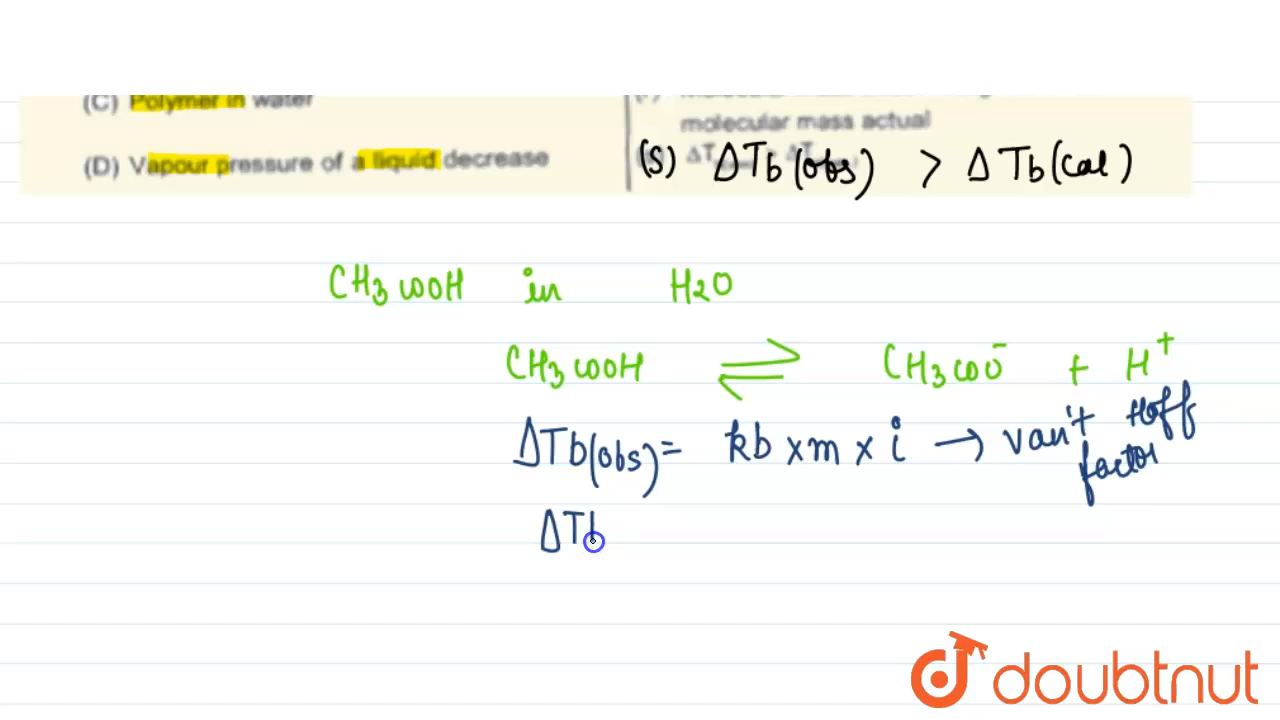 (C) Polymer in water
molecular mass actual
(D) Vapour pressure of a liquid decrease
(S) ΔTb(obs) > ΔTb(cal)
CH3COOH in H2O
CH3COOH ⇌ CH3COO⁻ + H⁺
ΔTb(obs) = kb × m × i → van't Hoff factor
ΔTb
doubtnut